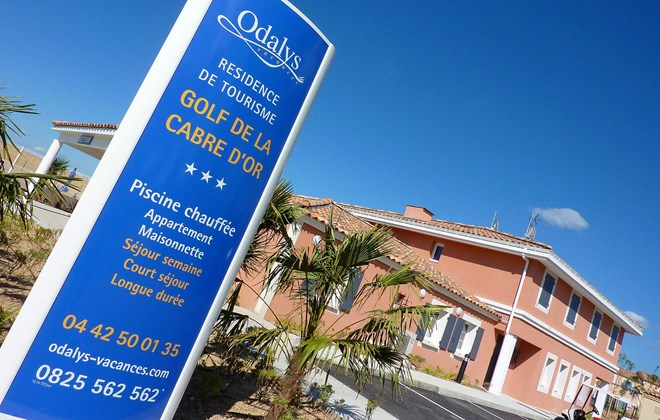 Odalys
vacances
RESIDENCE
DE TOURISME
GOLF DE LA
CABRE D'OR
Piscine chauffée
Appartement
Maisonnette
Séjour semaine
Court séjour
Longue durée
04 42 50 01 35
odalys-vacances.com
0825 562 562